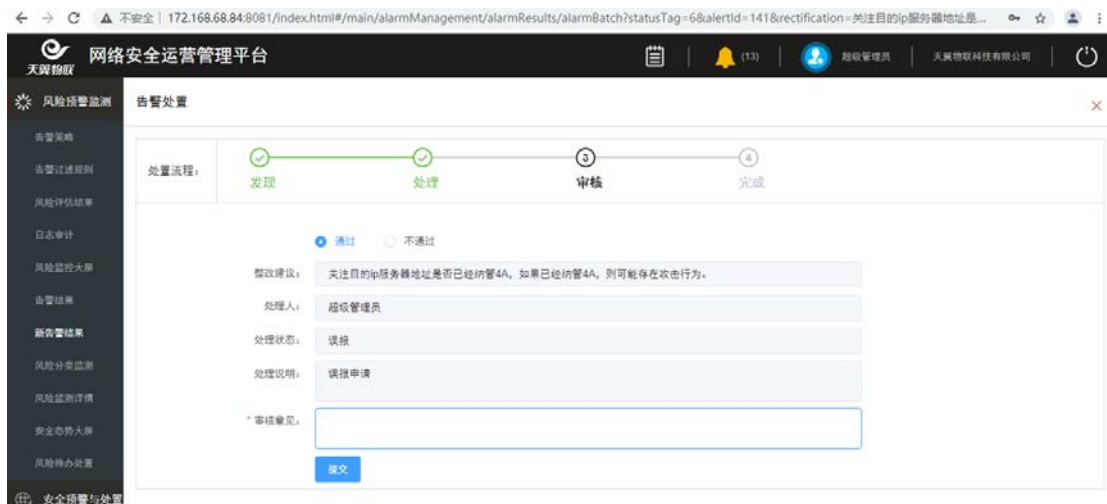 不安全 | 172.168.68.84:8081/index.html#/main/alarmManagement/alarmResults/alarmBatch?statusTag=6&alertId=141&rectification=关注目的ip服务器地址是...
天翼物联 网络安全运营管理平台 (13) 超级管理员 天翼物联科技有限公司
风险预警监测
告警策略
告警过滤规则
风险评估结果
日志审计
风险监控大屏
告警结果
新告警结果
风险分类监测
风险监测详情
安全态势大屏
风险待办处置
安全预警与处置
告警处置
处置流程:
发现 处理 3 审核 4 完成
通过 不通过
整改建议: 关注目的ip服务器地址是否已经纳管4A，如果已经纳管4A，则可能存在攻击行为。
处理人: 超级管理员
处理状态: 误报
处理说明: 误报申请
* 审核意见:
提交